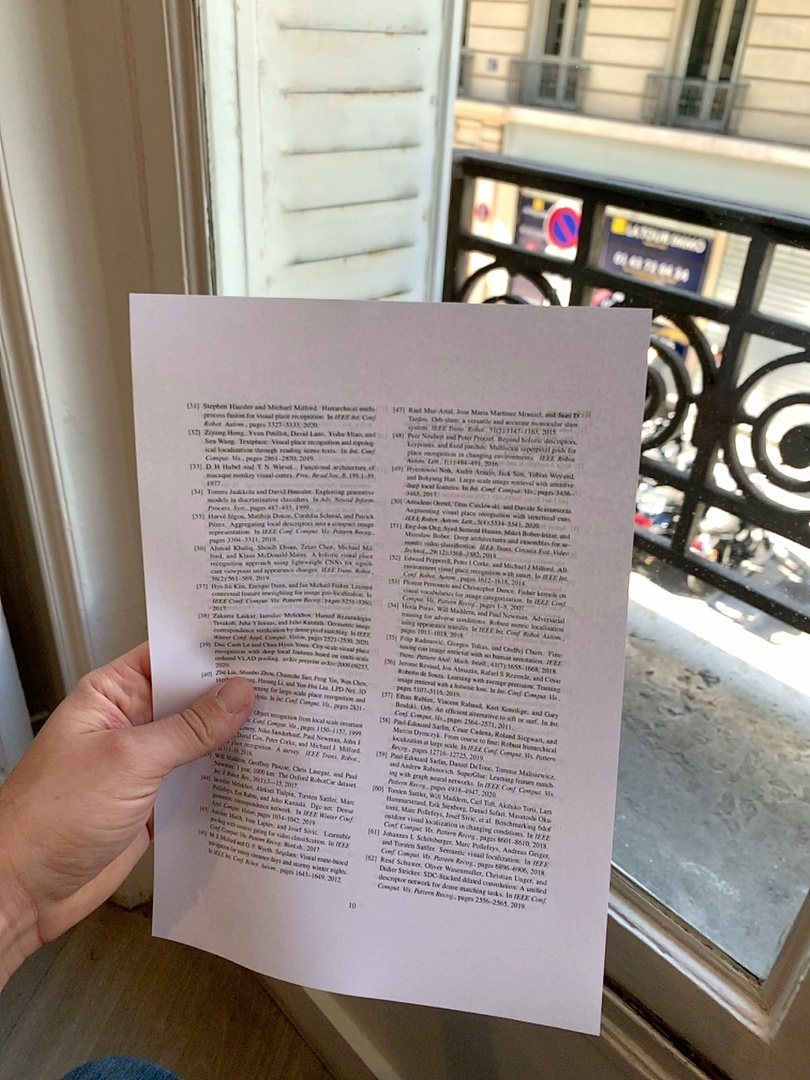 LATOUR IMMO
[31] Stephen Hausler and Michael Milford. Hierarchical multi-
process fusion for visual place recognition. In IEEE Int. Conf.
Robot. Autom., pages 3327–3333, 2020.
[32] Ziyang Hong, Yvan Petillot, David Lane, Yishu Miao, and
Sen Wang. Textplace: Visual place recognition and topolog-
ical localization through reading scene texts. In Int. Conf.
Comput. Vis., pages 2861–2870, 2019.
[33] D H Hubel and T N Wiesel. Functional architecture of
macaque monkey visual cortex. Proc. Royal Soc. B, 198:1–59,
1977.
[34] Tommi Jaakkola and David Haussler. Exploiting generative
models in discriminative classifiers. In Adv. Neural Inform.
Process. Syst., pages 487–493, 1999.
[35] Hervé Jégou, Matthijs Douze, Cordelia Schmid, and Patrick
Pérez. Aggregating local descriptors into a compact image
representation. In IEEE Conf. Comput. Vis. Pattern Recog.,
pages 3304–3311, 2010.
[36] Ahmad Khaliq, Shoaib Ehsan, Zetao Chen, Michael Mil-
ford, and Klaus McDonald-Maier. A holistic visual place
recognition approach using lightweight CNNs for signifi-
cant viewpoint and appearance changes. IEEE Trans. Robot.,
36(2):561–569, 2019.
[37] Hyo Jin Kim, Enrique Dunn, and Jan-Michael Frahm. Learned
contextual feature reweighting for image geo-localization. In
IEEE Conf. Comput. Vis. Pattern Recog., pages 3251–3260,
2017.
[38] Zakaria Laskar, Iaroslav Melekhov, Hamed Rezazadegan
Tavakoli, Juha Ylioinas, and Juho Kannala. Geometric image
correspondence verification by dense pixel matching. In IEEE
Winter Conf. Appl. Comput. Vision, pages 2521–2530, 2020.
[39] Duc Canh Le and Chan Hyun Youn. City-scale visual place
recognition with deep local features based on multi-scale
ordered VLAD pooling. arXiv preprint arXiv:2009.09255,
2020.
[40] Zhe Liu, Shunbo Zhou, Chuanzhe Suo, Peng Yin, Wen Chen,
Hesheng Wang, Haoang Li, and Yun-Hui Liu. LPD-Net: 3D
learning for large-scale place recognition and
pages 2831–
Object recognition from local scale-invariant
Conf. Comput. Vis., pages 1150–1157, 1999.
Lowry, Niko Sunderhauf, Paul Newman, John J.
David Cox, Peter Corke, and Michael J. Milford.
place recognition: A survey. IEEE Trans. Robot.,
Will Maddern, Geoffrey Pascoe, Chris Linegar, and Paul
Newman. 1 year, 1000 km: The Oxford RobotCar dataset.
Int. J. Robot. Res., 36(1):3–15, 2017.
[44] Iaroslav Melekhov, Aleksei Tiulpin, Torsten Sattler, Marc
Pollefeys, Esa Rahtu, and Juho Kannala. Dgc-net: Dense
geometric correspondence network. In IEEE Winter Conf.
Appl. Comput. Vision, pages 1034–1042, 2019.
[45] Antoine Miech, Ivan Laptev, and Josef Sivic. Learnable
pooling with context gating for video classification. In IEEE
Conf. Comput. Vis. Pattern Recog. Worksh., 2017.
[46] M. J. Milford and G. F. Wyeth. Seqslam: Visual route-based
navigation for sunny summer days and stormy winter nights.
In IEEE Int. Conf. Robot. Autom., pages 1643–1649, 2012.
[47] Raul Mur-Artal, Jose Maria Martinez Montiel, and Juan D
Tardos. Orb-slam: a versatile and accurate monocular slam
system. IEEE Trans. Robot., 31(5):1147–1163, 2015.
[48] Peer Neubert and Peter Protzel. Beyond holistic descriptors,
keypoints, and fixed patches: Multiscale superpixel grids for
place recognition in changing environments. IEEE Robot.
Autom. Lett., 1(1):484–491, 2016.
[49] Hyeonwoo Noh, Andre Araujo, Jack Sim, Tobias Weyand,
and Bohyung Han. Large-scale image retrieval with attentive
deep local features. In Int. Conf. Comput. Vis., pages 3456–
3465, 2017.
[50] Amadeus Oertel, Titus Cieslewski, and Davide Scaramuzza.
Augmenting visual place recognition with structural cues.
IEEE Robot. Autom. Lett., 5(4):5534–5541, 2020.
[51] Eng-Jon Ong, Syed Sameed Husain, Mikel Bober-Irizar, and
Miroslaw Bober. Deep architectures and ensembles for se-
mantic video classification. IEEE Trans. Circuits Syst. Video
Technol., 29(12):3568–3582, 2018.
[52] Edward Pepperell, Peter I Corke, and Michael J Milford. All-
environment visual place recognition with smart. In IEEE Int.
Conf. Robot. Autom., pages 1612–1618, 2014.
[53] Florent Perronnin and Christopher Dance. Fisher kernels on
visual vocabularies for image categorization. In IEEE Conf.
Comput. Vis. Pattern Recog., pages 1–8, 2007.
[54] Horia Porav, Will Maddern, and Paul Newman. Adversarial
training for adverse conditions: Robust metric localisation
using appearance transfer. In IEEE Int. Conf. Robot. Autom.,
pages 1011–1018, 2018.
[55] Filip Radenović, Giorgos Tolias, and Ondřej Chum. Fine-
tuning cnn image retrieval with no human annotation. IEEE
Trans. Pattern Anal. Mach. Intell., 41(7):1655–1668, 2018.
[56] Jerome Revaud, Jon Almazán, Rafael S Rezende, and Cesar
Roberto de Souza. Learning with average precision: Training
image retrieval with a listwise loss. In Int. Conf. Comput. Vis.,
pages 5107–5116, 2019.
[57] Ethan Rublee, Vincent Rabaud, Kurt Konolige, and Gary
Bradski. Orb: An efficient alternative to sift or surf. In Int.
Conf. Comput. Vis., pages 2564–2571, 2011.
[58] Paul-Edouard Sarlin, Cesar Cadena, Roland Siegwart, and
Marcin Dymczyk. From coarse to fine: Robust hierarchical
localization at large scale. In IEEE Conf. Comput. Vis. Pattern
Recog., pages 12716–12725, 2019.
[59] Paul-Edouard Sarlin, Daniel DeTone, Tomasz Malisiewicz,
and Andrew Rabinovich. SuperGlue: Learning feature match-
ing with graph neural networks. In IEEE Conf. Comput. Vis.
Pattern Recog., pages 4938–4947, 2020.
[60] Torsten Sattler, Will Maddern, Carl Toft, Akihiko Torii, Lars
Hammarstrand, Erik Stenborg, Daniel Safari, Masatoshi Oku-
tomi, Marc Pollefeys, Josef Sivic, et al. Benchmarking 6dof
outdoor visual localization in changing conditions. In IEEE
Conf. Comput. Vis. Pattern Recog., pages 8601–8610, 2018.
[61] Johannes L Schönberger, Marc Pollefeys, Andreas Geiger,
and Torsten Sattler. Semantic visual localization. In IEEE
Conf. Comput. Vis. Pattern Recog., pages 6896–6906, 2018.
[62] René Schuster, Oliver Wasenmuller, Christian Unger, and
Didier Stricker. SDC-Stacked dilated convolution: A unified
descriptor network for dense matching tasks. In IEEE Conf.
Comput. Vis. Pattern Recog., pages 2556–2565, 2019.
10